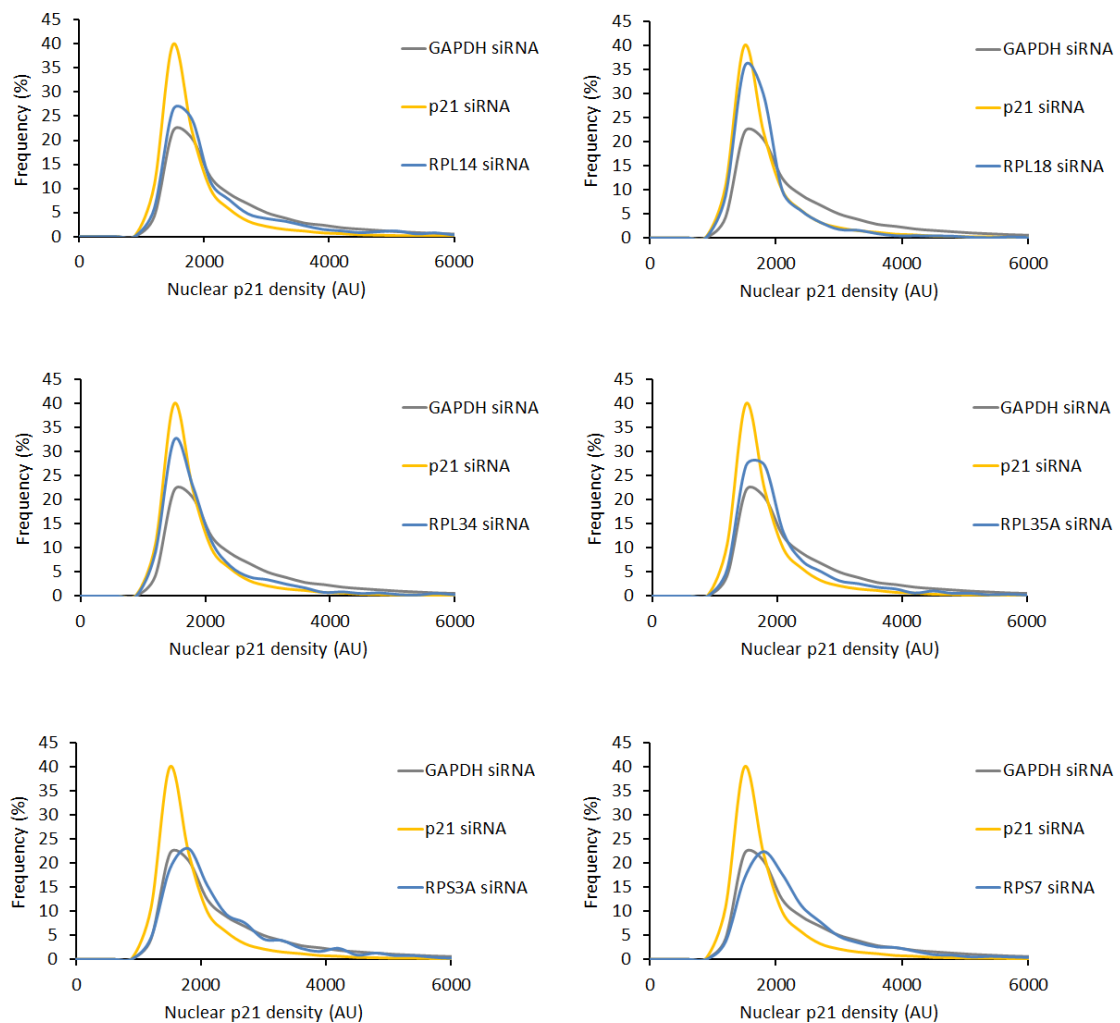 Frequency (%)
45
40
35
30
25
20
15
10
5
0
0 2000 4000 6000
Nuclear p21 density (AU)
GAPDH siRNA
p21 siRNA
RPL14 siRNA
Frequency (%)
45
40
35
30
25
20
15
10
5
0
0 2000 4000 6000
Nuclear p21 density (AU)
GAPDH siRNA
p21 siRNA
RPL18 siRNA
Frequency (%)
45
40
35
30
25
20
15
10
5
0
0 2000 4000 6000
Nuclear p21 density (AU)
GAPDH siRNA
p21 siRNA
RPL34 siRNA
Frequency (%)
45
40
35
30
25
20
15
10
5
0
0 2000 4000 6000
Nuclear p21 density (AU)
GAPDH siRNA
p21 siRNA
RPL35A siRNA
Frequency (%)
45
40
35
30
25
20
15
10
5
0
0 2000 4000 6000
Nuclear p21 density (AU)
GAPDH siRNA
p21 siRNA
RPS3A siRNA
Frequency (%)
45
40
35
30
25
20
15
10
5
0
0 2000 4000 6000
Nuclear p21 density (AU)
GAPDH siRNA
p21 siRNA
RPS7 siRNA